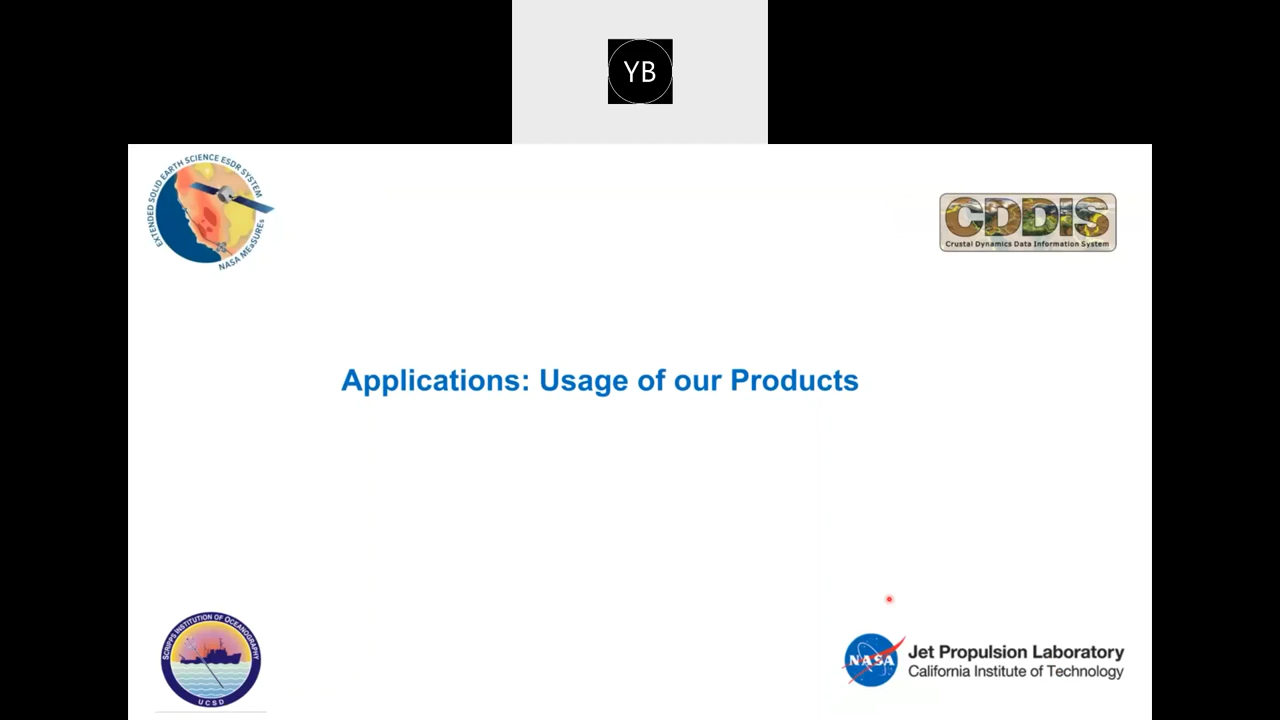 YB
EXTENDED SOLID EARTH SCIENCE ESDR SYSTEM
NASA MEaSUREs
CDDIS
Crustal Dynamics Data Information System
Applications: Usage of our Products
SCRIPPS INSTITUTION OF OCEANOGRAPHY
UCSD
NASA
Jet Propulsion Laboratory
California Institute of Technology